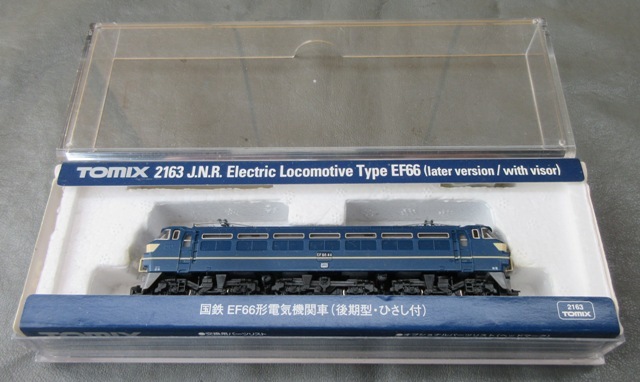 TOMIX 2163 J.N.R. Electric Locomotive Type EF66 (later version / with visor)
国鉄 EF66形電気機関車(後期型・ひさし付)
2163
TOMIX